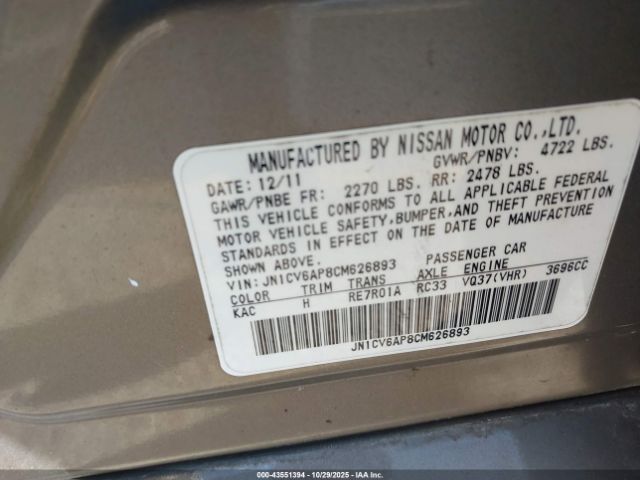 MANUFACTURED BY NISSAN MOTOR CO.,LTD.
GVWR/PNBV: 4722 LBS.
DATE: 12/11
GAWR/PNBE FR: 2270 LBS. RR: 2478 LBS.
THIS VEHICLE CONFORMS TO ALL APPLICABLE FEDERAL
MOTOR VEHICLE SAFETY,BUMPER,AND THEFT PREVENTION
STANDARDS IN EFFECT ON THE DATE OF MANUFACTURE
SHOWN ABOVE.
VIN: JN1CV6AP8CM626893 PASSENGER CAR
COLOR TRIM TRANS AXLE ENGINE
KAC H RE7R01A RC33 VQ37(VHR) 3696CC
JN1CV6AP8CM626893
000-43551394 | 10/29/2025 | IAA Inc.